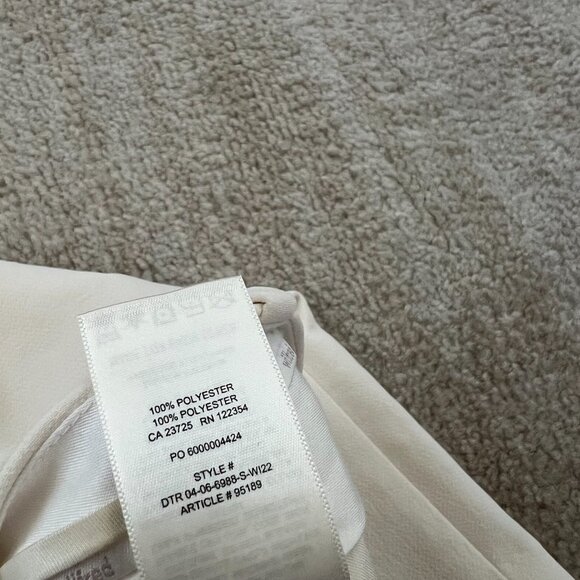 100% POLYESTER
100% POLYESTER
CA 23725 RN 122354
PO 6000004424
STYLE #
DTR 04-06-6988-S-WI22
ARTICLE # 95189